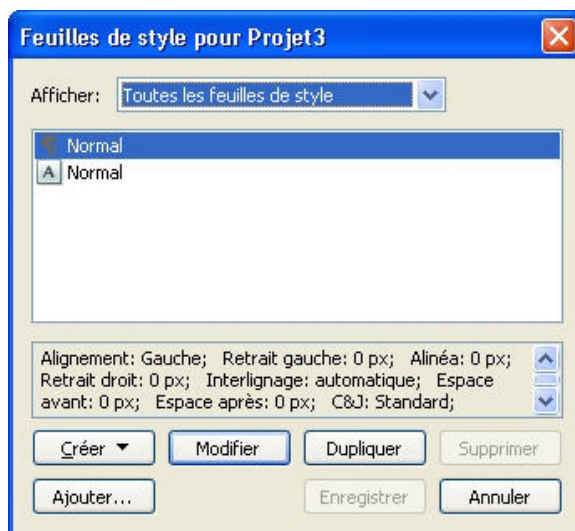 Feuilles de style pour Projet3
Afficher: Toutes les feuilles de style
Normal
A Normal
Alignement: Gauche; Retrait gauche: 0 px; Alinéa: 0 px;
Retrait droit: 0 px; Interlignage: automatique; Espace
avant: 0 px; Espace après: 0 px; C&J: Standard;
Créer Modifier Dupliquer Supprimer
Ajouter... Enregistrer Annuler